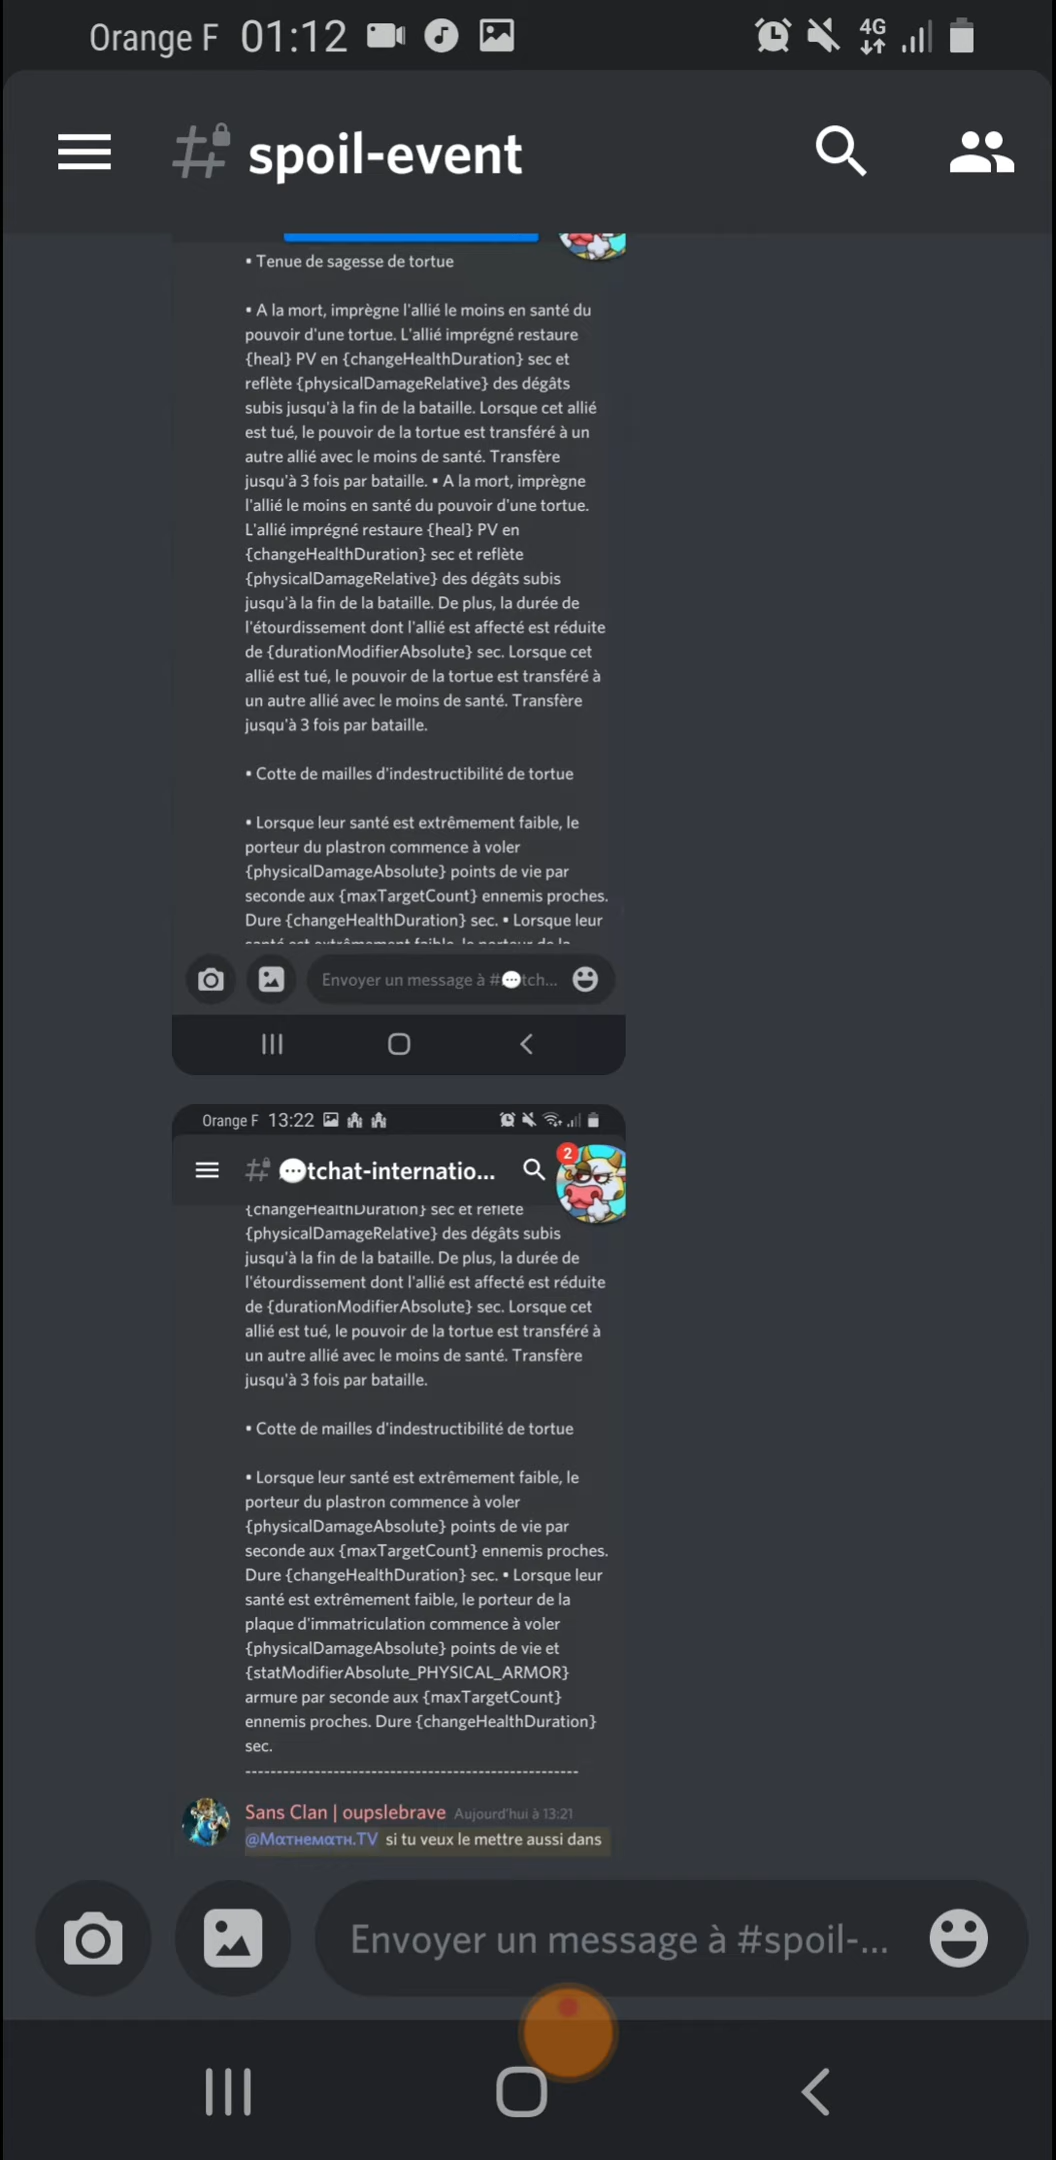 Orange F 01:12
4G
spoil-event
• Tenue de sagesse de tortue
• A la mort, imprègne l'allié le moins en santé du
pouvoir d'une tortue. L'allié imprégné restaure
{heal} PV en {changeHealthDuration} sec et
reflète {physicalDamageRelative} des dégâts
subis jusqu'à la fin de la bataille. Lorsque cet allié
est tué, le pouvoir de la tortue est transféré à un
autre allié avec le moins de santé. Transfère
jusqu'à 3 fois par bataille. • A la mort, imprègne
l'allié le moins en santé du pouvoir d'une tortue.
L'allié imprégné restaure {heal} PV en
{changeHealthDuration} sec et reflète
{physicalDamageRelative} des dégâts subis
jusqu'à la fin de la bataille. De plus, la durée de
l'étourdissement dont l'allié est affecté est réduite
de {durationModifierAbsolute} sec. Lorsque cet
allié est tué, le pouvoir de la tortue est transféré à
un autre allié avec le moins de santé. Transfère
jusqu'à 3 fois par bataille.
• Cotte de mailles d'indestructibilité de tortue
• Lorsque leur santé est extrêmement faible, le
porteur du plastron commence à voler
{physicalDamageAbsolute} points de vie par
seconde aux {maxTargetCount} ennemis proches.
Dure {changeHealthDuration} sec. • Lorsque leur
santé est extrêmement faible, le porteur de la
Envoyer un message à #💬tch...
Orange F 13:22
#💬tchat-internatio... 2
{changeHealthDuration} sec et reflète
{physicalDamageRelative} des dégâts subis
jusqu'à la fin de la bataille. De plus, la durée de
l'étourdissement dont l'allié est affecté est réduite
de {durationModifierAbsolute} sec. Lorsque cet
allié est tué, le pouvoir de la tortue est transféré à
un autre allié avec le moins de santé. Transfère
jusqu'à 3 fois par bataille.
• Cotte de mailles d'indestructibilité de tortue
• Lorsque leur santé est extrêmement faible, le
porteur du plastron commence à voler
{physicalDamageAbsolute} points de vie par
seconde aux {maxTargetCount} ennemis proches.
Dure {changeHealthDuration} sec. • Lorsque leur
santé est extrêmement faible, le porteur de la
plaque d'immatriculation commence à voler
{physicalDamageAbsolute} points de vie et
{statModifierAbsolute_PHYSICAL_ARMOR}
armure par seconde aux {maxTargetCount}
ennemis proches. Dure {changeHealthDuration}
sec.
-----------------------------------------------------
Sans Clan | oupslebrave Aujourd'hui à 13:21
@Mατнємατн.TV si tu veux le mettre aussi dans
Envoyer un message à #spoil-...